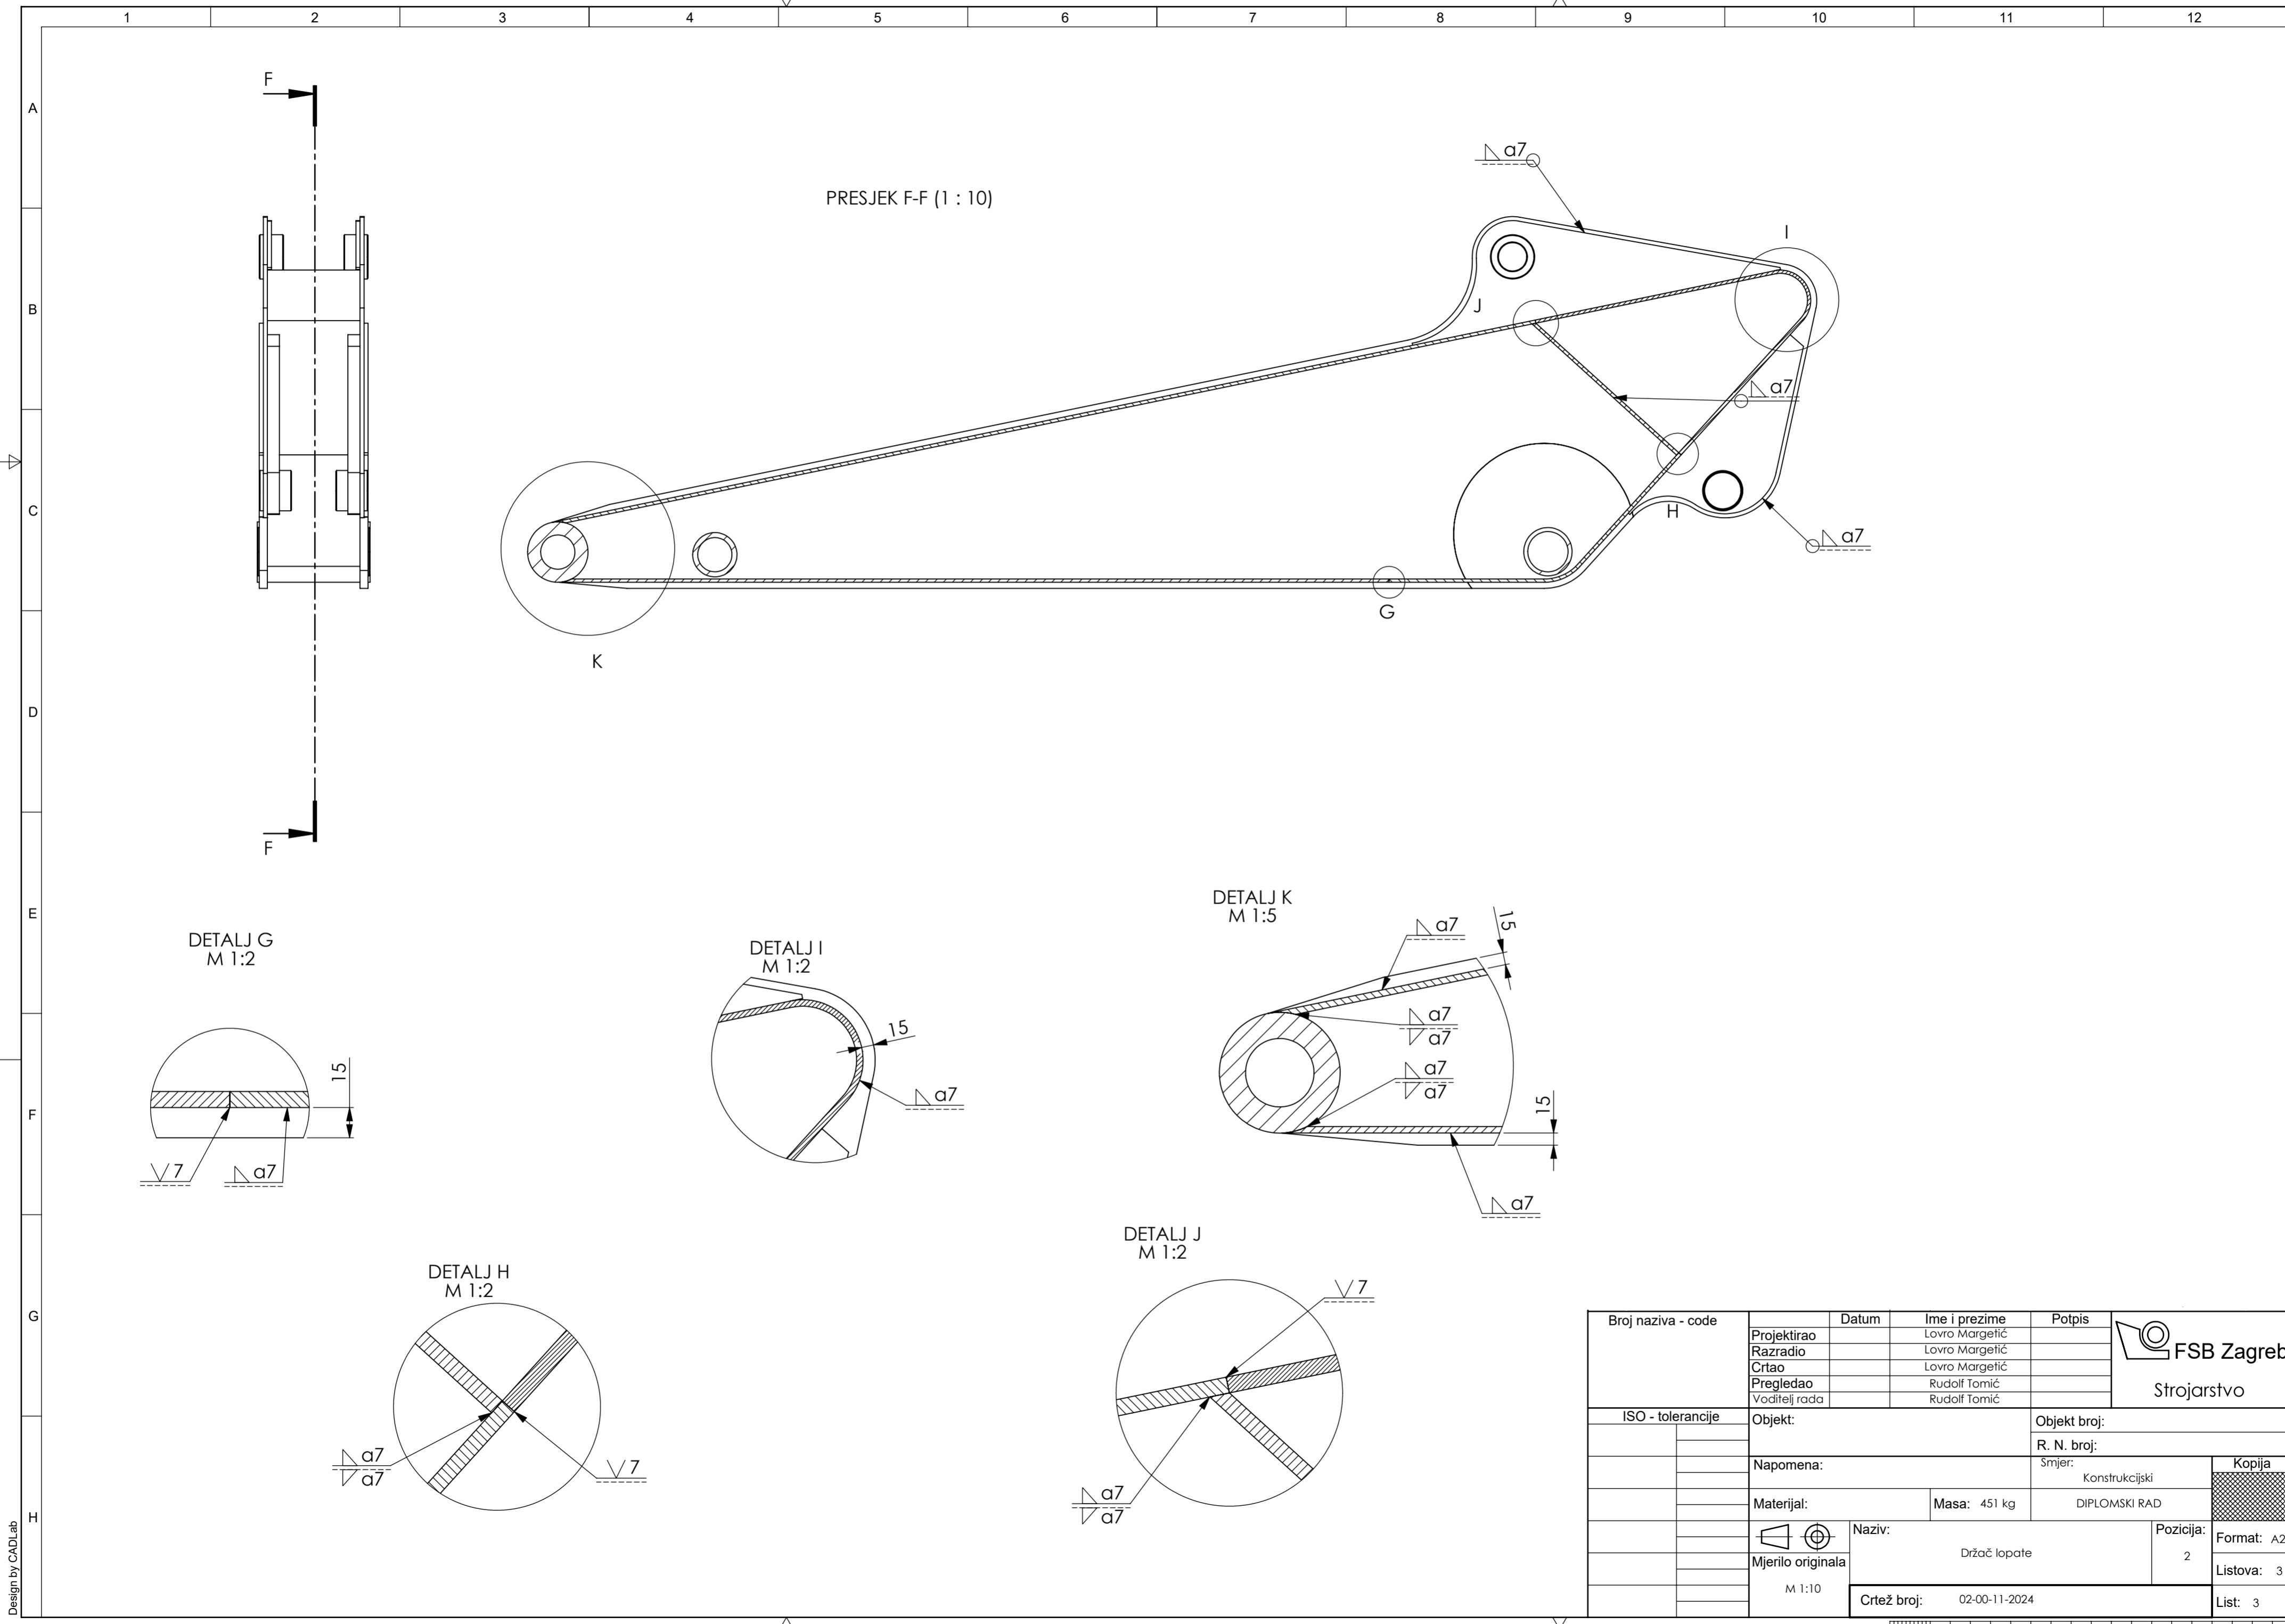 1 2 3 4 5 6 7 8 9 10 11 12
A
B
C
D
E
F
G
H
F
F
PRESJEK F-F (1 : 10)
a7
I
J
a7
H
a7
G
K
DETALJ G
M 1:2
15
7
a7
DETALJ I
M 1:2
15
a7
DETALJ K
M 1:5
a7
15
a7
a7
a7
a7
15
a7
DETALJ H
M 1:2
a7
a7
7
DETALJ J
M 1:2
7
a7
a7
Broj naziva - code
Datum Ime i prezime Potpis
Projektirao Lovro Margetić
Razradio Lovro Margetić
Crtao Lovro Margetić
Pregledao Rudolf Tomić
Voditelj rada Rudolf Tomić
FSB Zagreb
Strojarstvo
ISO - tolerancije
Objekt:
Objekt broj:
R. N. broj:
Napomena:
Smjer:
Konstrukcijski
Kopija
Materijal:
Masa: 451 kg
DIPLOMSKI RAD
Naziv:
Držač lopate
Pozicija:
2
Format: A2
Mjerilo originala
M 1:10
Listova: 3
Crtež broj: 02-00-11-2024
List: 3
Design by CADLab